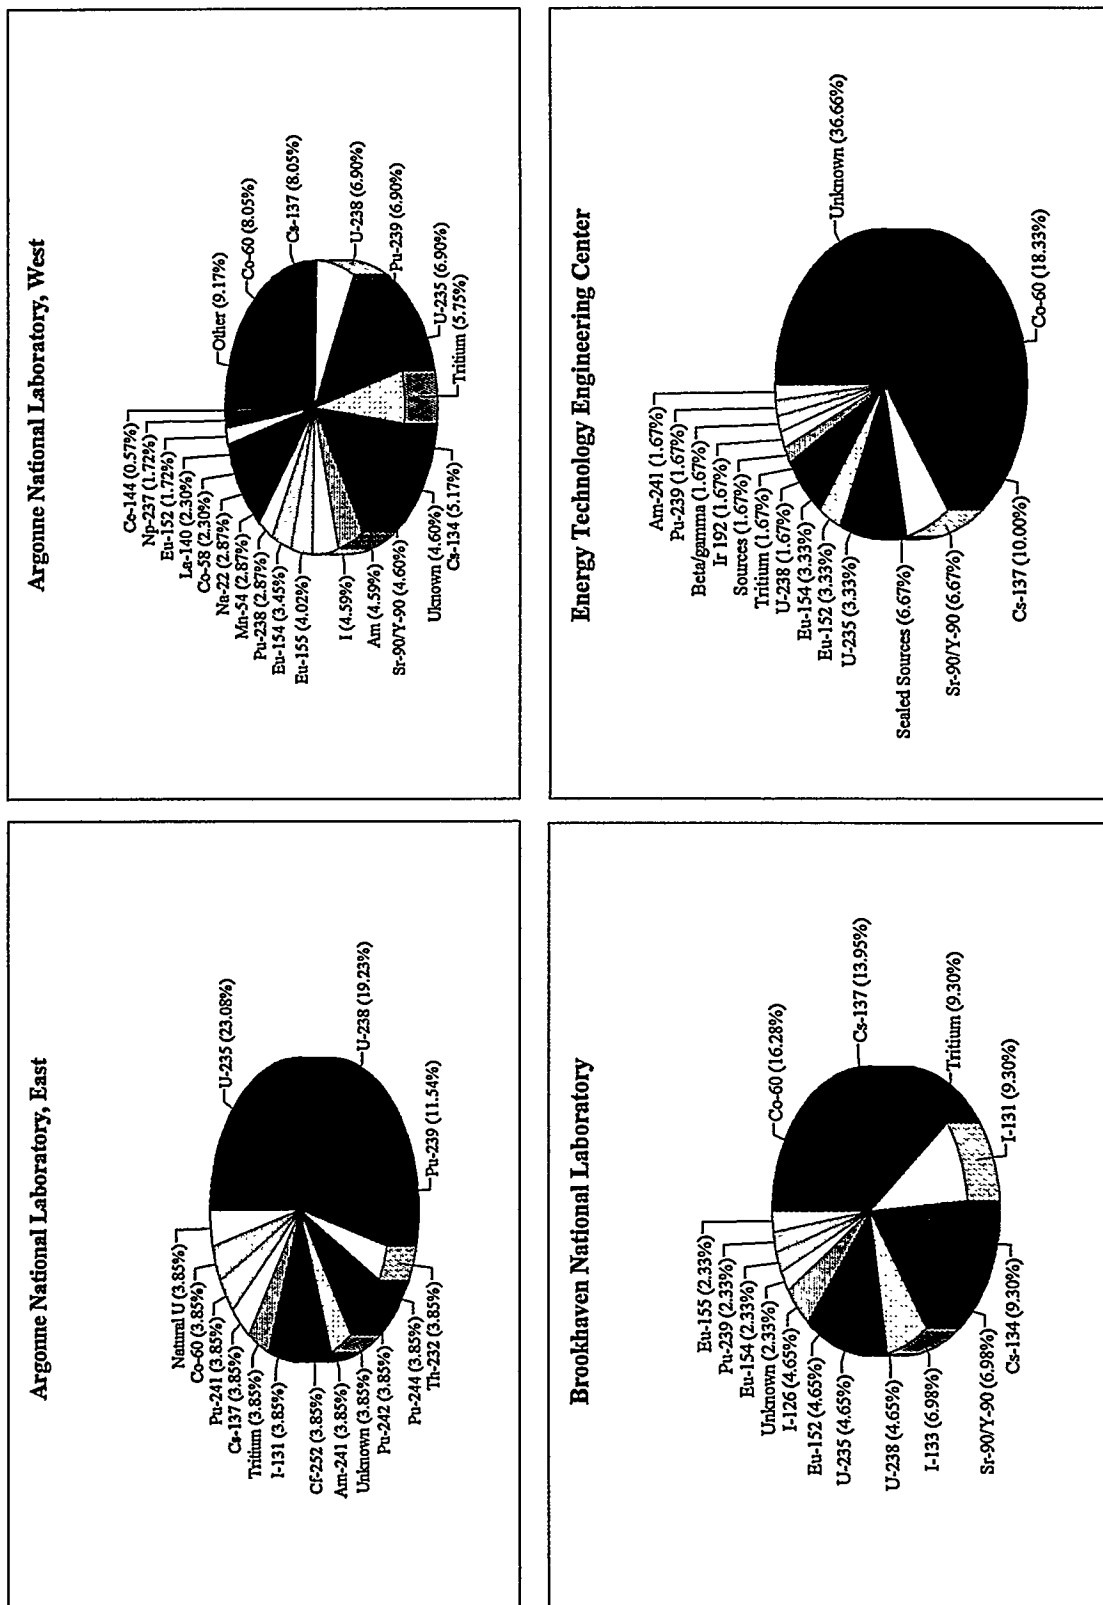 Argonne National Laboratory, East
U-235 (23.08%)
U-238 (19.23%)
Pu-239 (11.54%)
Th-232 (3.85%)
Pu-244 (3.85%)
Pu-242 (3.85%)
Unknown (3.85%)
Am-241 (3.85%)
Cf-252 (3.85%)
I-131 (3.85%)
Tritium (3.85%)
Cs-137 (3.85%)
Pu-241 (3.85%)
Co-60 (3.85%)
Natural U (3.85%)
Argonne National Laboratory, West
Other (9.17%)
Co-60 (8.05%)
Cs-137 (8.05%)
U-238 (6.90%)
Pu-239 (6.90%)
U-235 (6.90%)
Tritium (5.75%)
Cs-134 (5.17%)
Uknown (4.60%)
Sr-90/Y-90 (4.60%)
Am (4.59%)
I (4.59%)
Eu-155 (4.02%)
Eu-154 (3.45%)
Pu-238 (2.87%)
Mn-54 (2.87%)
Na-22 (2.87%)
Co-58 (2.30%)
La-140 (2.30%)
Eu-152 (1.72%)
Np-237 (1.72%)
Ce-144 (0.57%)
Brookhaven National Laboratory
Co-60 (16.28%)
Cs-137 (13.95%)
Tritium (9.30%)
I-131 (9.30%)
Cs-134 (9.30%)
Sr-90/Y-90 (6.98%)
I-133 (6.98%)
U-238 (4.65%)
U-235 (4.65%)
Eu-152 (4.65%)
I-126 (4.65%)
Unknown (2.33%)
Eu-154 (2.33%)
Pu-239 (2.33%)
Eu-155 (2.33%)
Energy Technology Engineering Center
Unknown (36.66%)
Co-60 (18.33%)
Cs-137 (10.00%)
Sr-90/Y-90 (6.67%)
Sealed Sources (6.67%)
U-235 (3.33%)
Eu-152 (3.33%)
Eu-154 (3.33%)
U-238 (1.67%)
Tritium (1.67%)
Sources (1.67%)
Ir 192 (1.67%)
Beta/gamma (1.67%)
Pu-239 (1.67%)
Am-241 (1.67%)